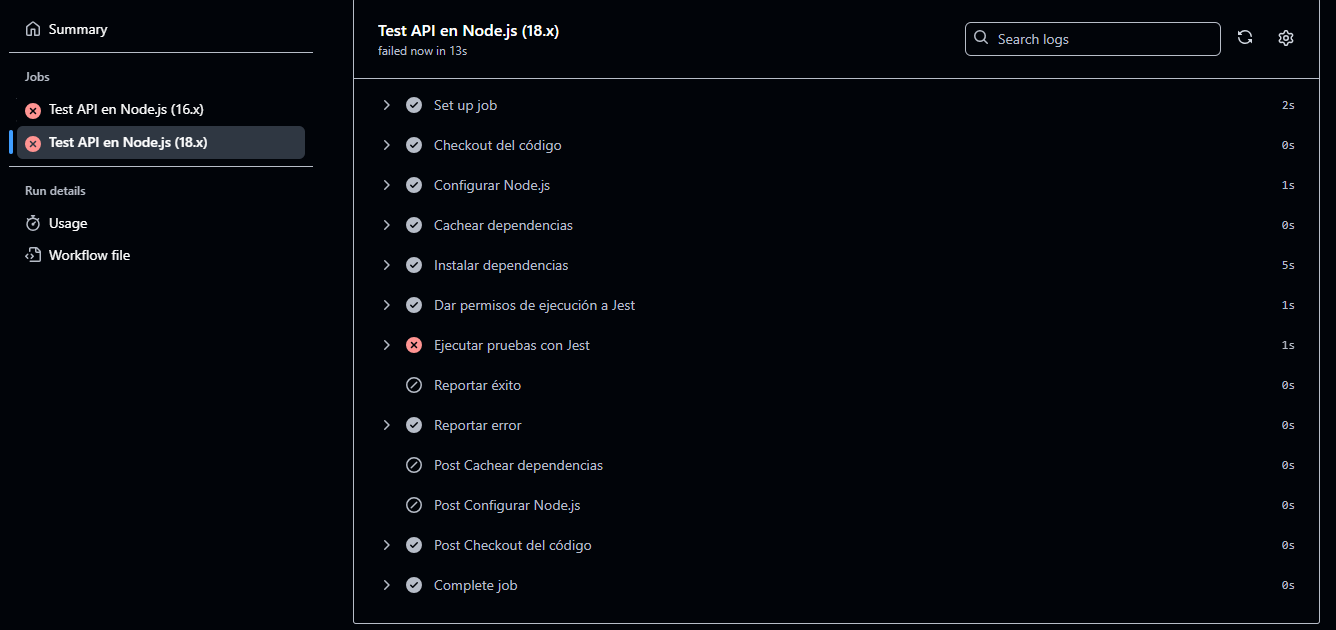 Summary
Jobs
Test API en Node.js (16.x)
Test API en Node.js (18.x)
Run details
Usage
Workflow file
Test API en Node.js (18.x)
failed now in 13s
Search logs
Set up job 2s
Checkout del código 0s
Configurar Node.js 1s
Cachear dependencias 0s
Instalar dependencias 5s
Dar permisos de ejecución a Jest 1s
Ejecutar pruebas con Jest 1s
Reportar éxito 0s
Reportar error 0s
Post Cachear dependencias 0s
Post Configurar Node.js 0s
Post Checkout del código 0s
Complete job 0s